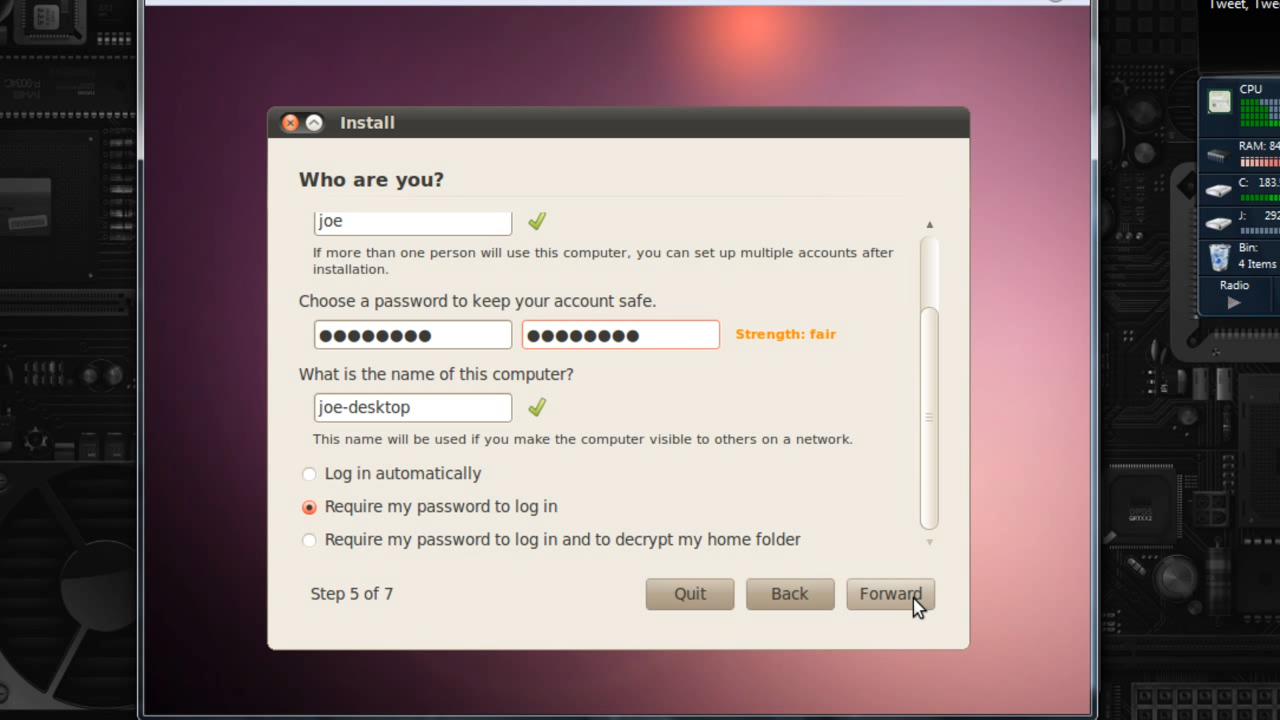 Tweet, Twe
Install
Who are you?
joe
If more than one person will use this computer, you can set up multiple accounts after
installation.
Choose a password to keep your account safe.
●●●●●●●● ●●●●●●●● Strength: fair
What is the name of this computer?
joe-desktop
This name will be used if you make the computer visible to others on a network.
Log in automatically
Require my password to log in
Require my password to log in and to decrypt my home folder
Step 5 of 7
Quit
Back
Forward
CPU
RAM: 84
C: 183.
J: 292
Bin:
4 Items
Radio